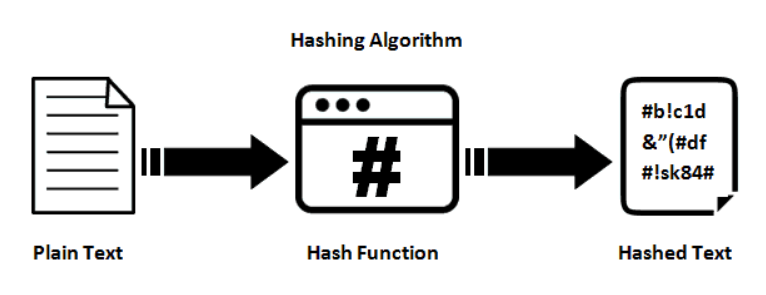 Hashing Algorithm
#
#b!c1d
&”(#df
#!sk84#
Plain Text
Hash Function
Hashed Text